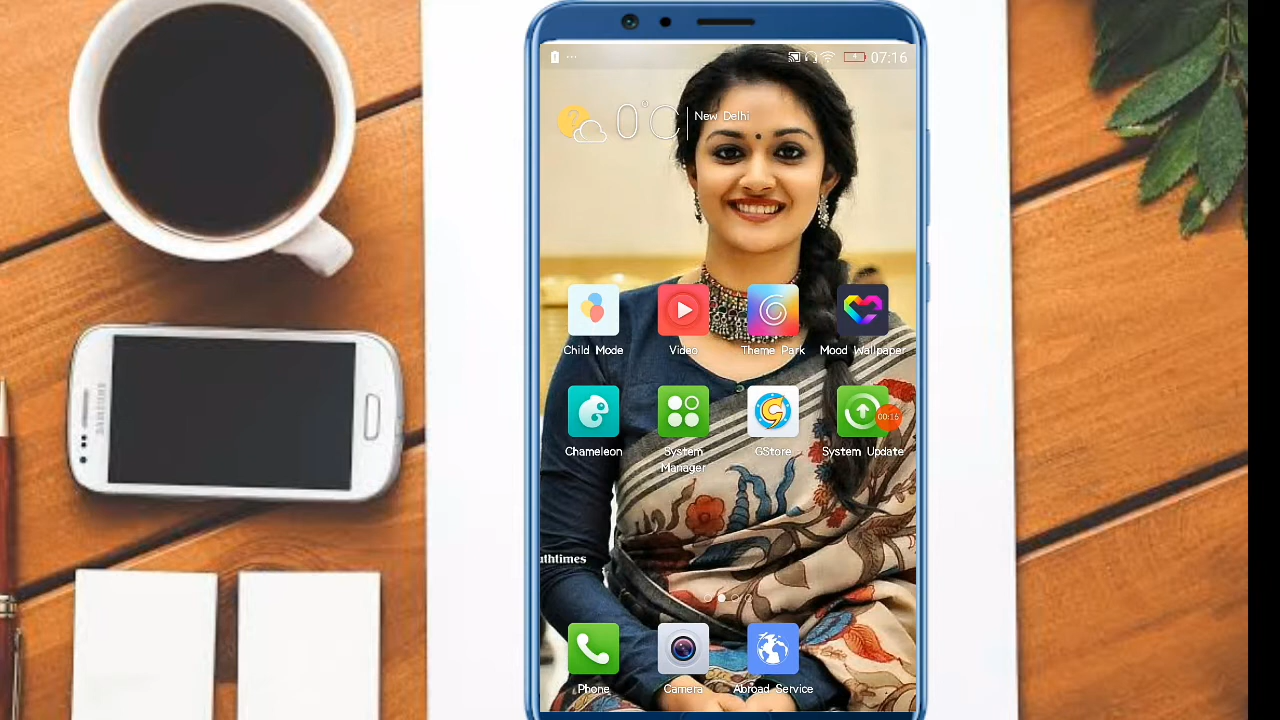 07:16
0°C
New Delhi
Child Mode
Video
Theme Park
Mood Wallpaper
Chameleon
System
Manager
GStore
System Update
00:16
uthtimes
Phone
Camera
Abroad Service
SAMSUNG